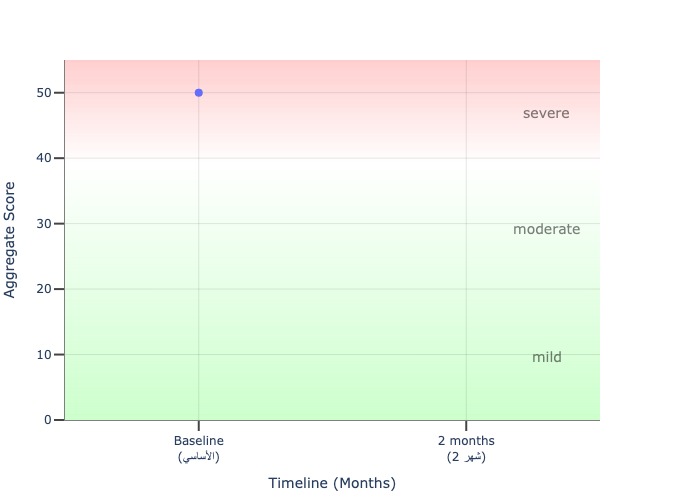 50
severe
40
30
moderate
20
10
mild
0
Aggregate Score
Baseline
(الأساسي)
2 months
(2 شهر)
Timeline (Months)